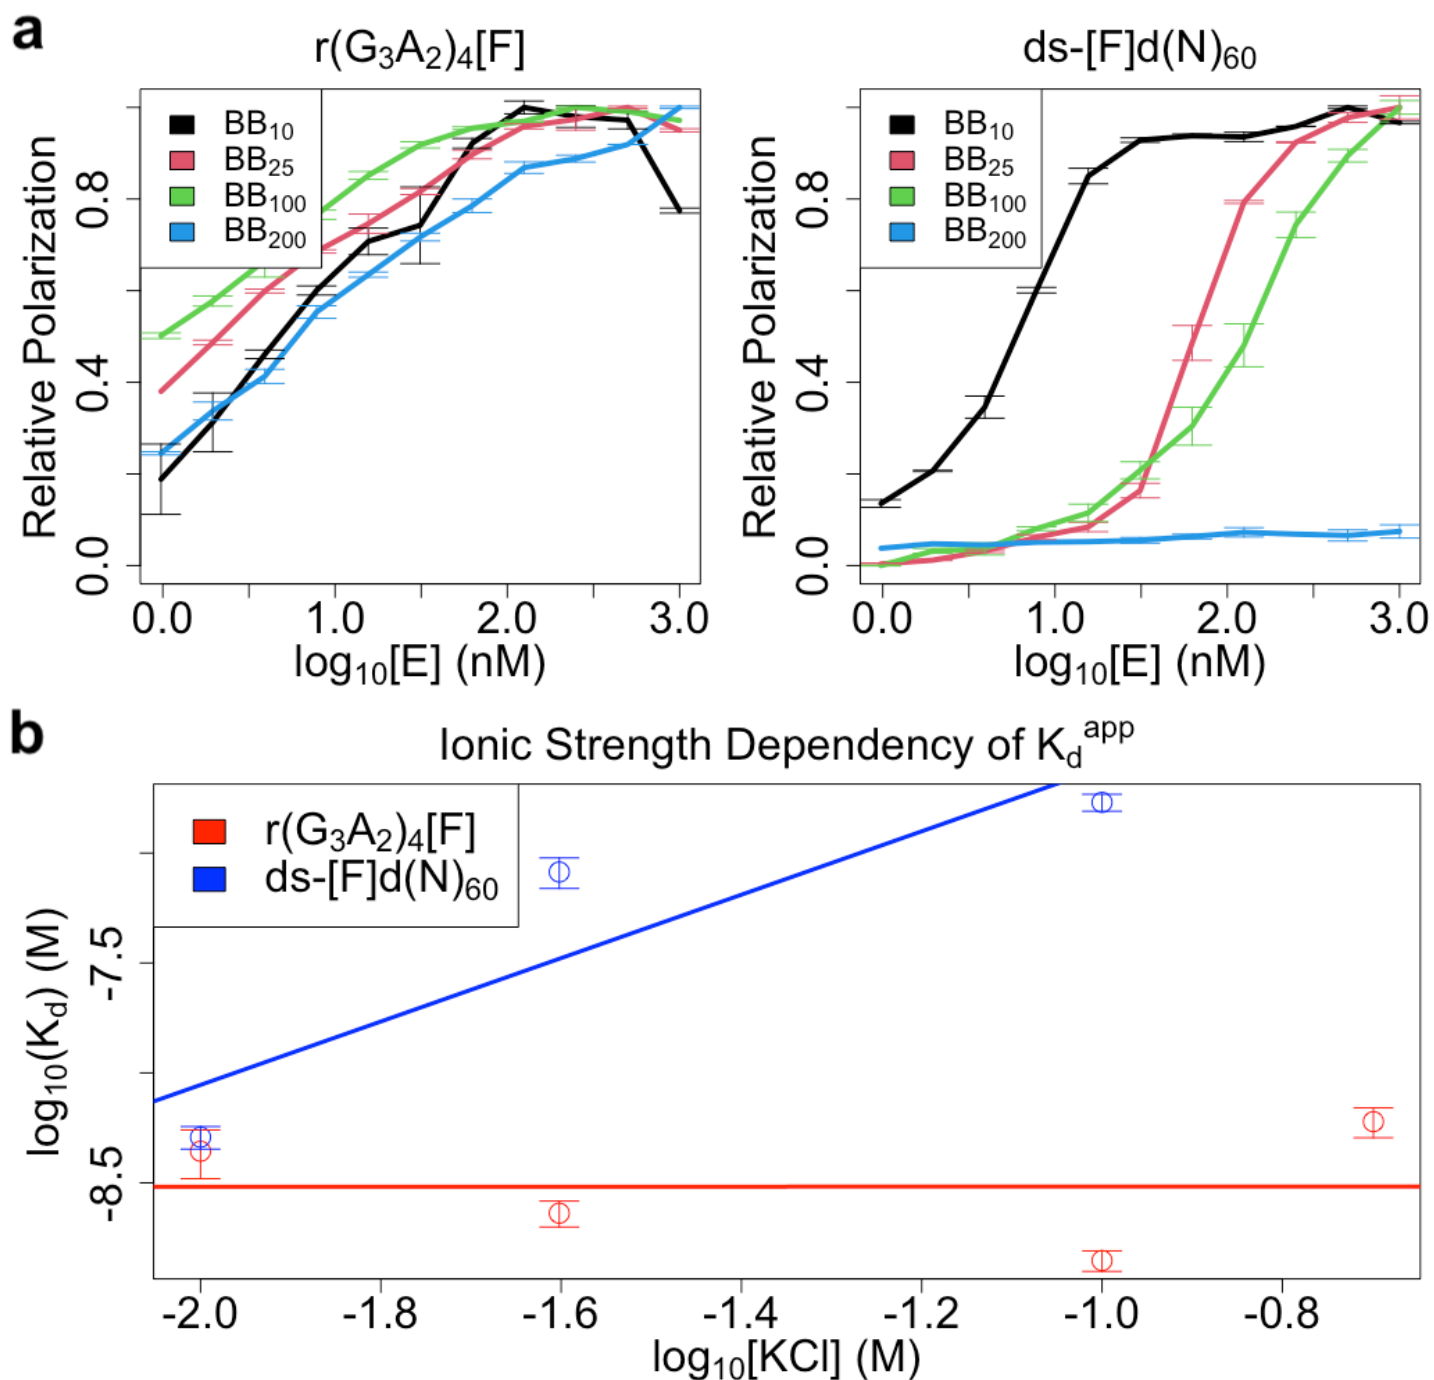 a
r(G₃A₂)₄[F]
BB₁₀
BB₂₅
BB₁₀₀
BB₂₀₀
Relative Polarization
0.8
0.4
0.0
0.0 1.0 2.0 3.0
log₁₀[E] (nM)
ds-[F]d(N)₆₀
BB₁₀
BB₂₅
BB₁₀₀
BB₂₀₀
Relative Polarization
0.8
0.4
0.0
0.0 1.0 2.0 3.0
log₁₀[E] (nM)
b
Ionic Strength Dependency of K_d^app
r(G₃A₂)₄[F]
ds-[F]d(N)₆₀
log₁₀(K_d) (M)
-7.5
-8.5
-2.0 -1.8 -1.6 -1.4 -1.2 -1.0 -0.8
log₁₀[KCl] (M)